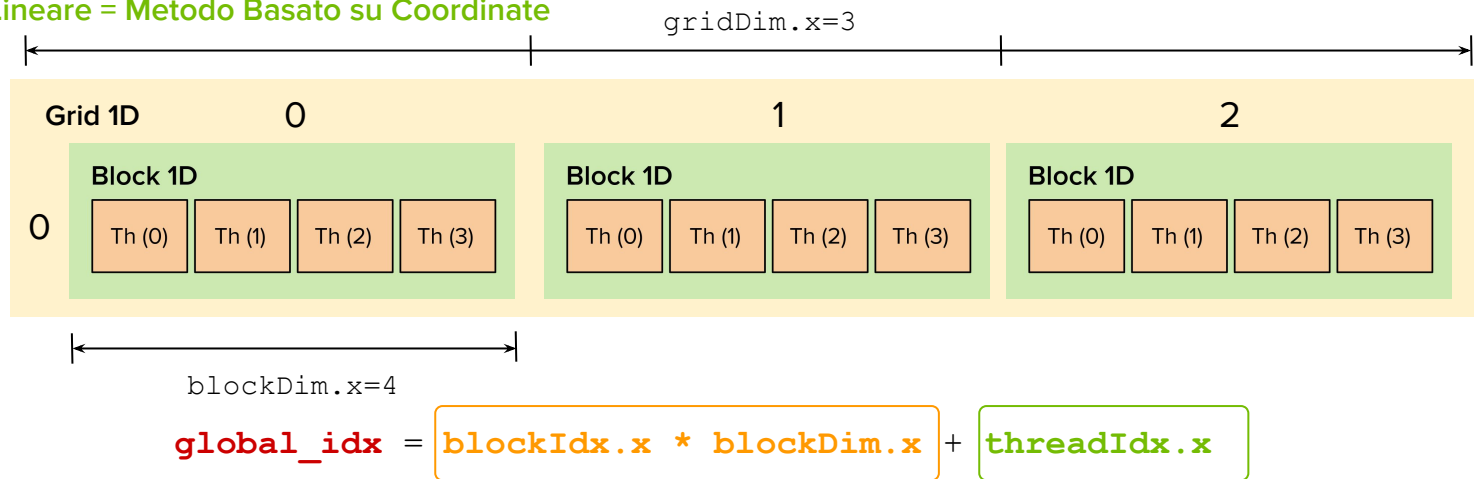 Lineare = Metodo Basato su Coordinate
gridDim.x=3
Grid 1D 0 1 2
Block 1D Block 1D Block 1D
0 Th (0) Th (1) Th (2) Th (3) Th (0) Th (1) Th (2) Th (3) Th (0) Th (1) Th (2) Th (3)
blockDim.x=4
global_idx = blockIdx.x * blockDim.x + threadIdx.x